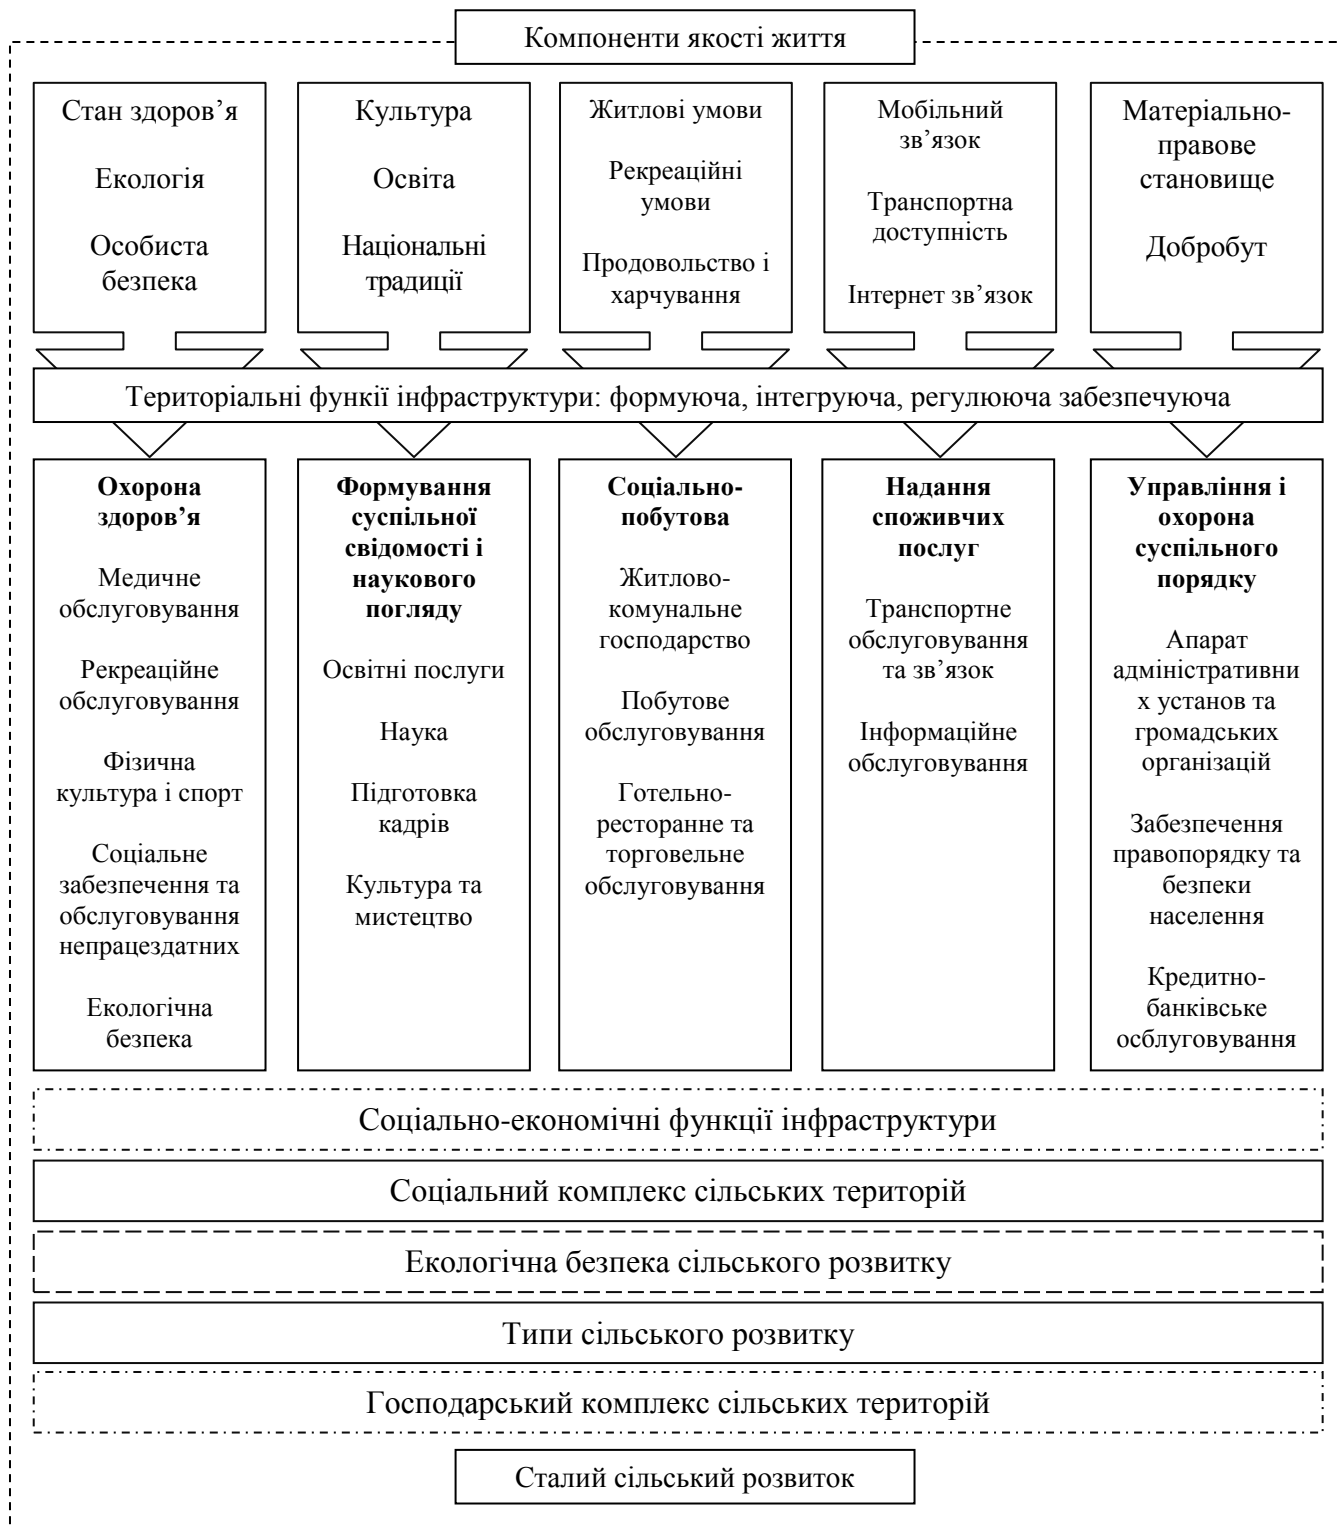 Компоненти якості життя
Стан здоров’я
Екологія
Особиста
безпека
Культура
Освіта
Національні
традиції
Житлові умови
Рекреаційні
умови
Продовольство і
харчування
Мобільний
зв’язок
Транспортна
доступність
Інтернет зв’язок
Матеріально-
правове
становище
Добробут
Територіальні функії інфраструктури: формуюча, інтегруюча, регулююча забезпечуюча
Охорона
здоров’я
Медичне
обслуговування
Рекреаційне
обслуговування
Фізична
культура і спорт
Соціальне
забезпечення та
обслуговування
непрацездатних
Екологічна
безпека
Формування
суспільної
свідомості і
наукового
погляду
Освітні послуги
Наука
Підготовка
кадрів
Культура та
мистецтво
Соціально-
побутова
Житлово-
комунальне
господарство
Побутове
обслуговування
Готельно-
ресторанне та
торговельне
обслуговування
Надання
споживчих
послуг
Транспортне
обслуговування
та зв’язок
Інформаційне
обслуговування
Управління і
охорона
суспільного
порядку
Апарат
адміністративни
х установ та
громадських
організацій
Забезпечення
правопорядку та
безпеки
населення
Кредитно-
банківське
осблуговування
Соціально-економічні функції інфраструктури
Соціальний комплекс сільських територій
Екологічна безпека сільського розвитку
Типи сільського розвитку
Господарський комплекс сільських територій
Сталий сільський розвиток